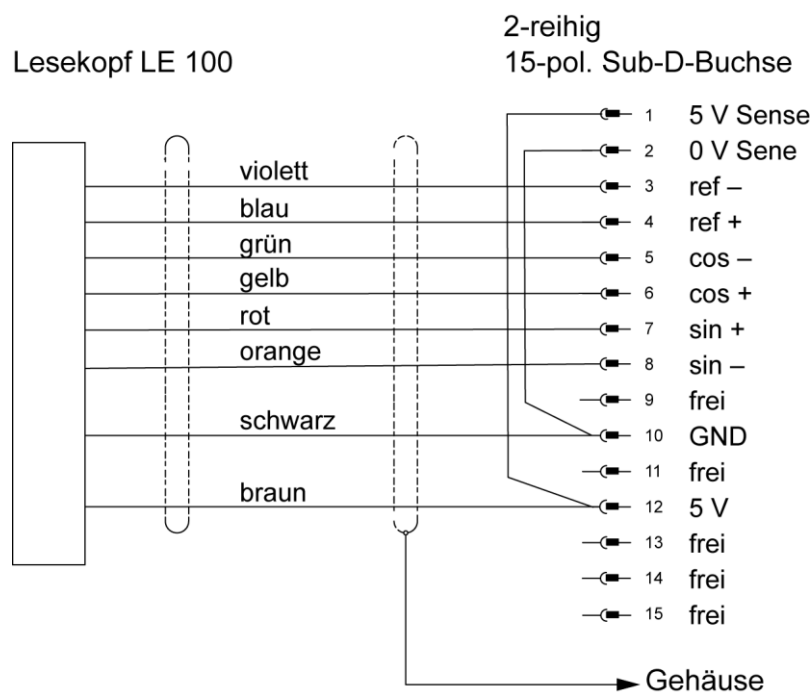 2-reihig
Lesekopf LE 100 15-pol. Sub-D-Buchse
1 5 V Sense
2 0 V Sene
violett 3 ref –
blau 4 ref +
grün 5 cos –
gelb 6 cos +
rot 7 sin +
orange 8 sin –
9 frei
schwarz 10 GND
11 frei
braun 12 5 V
13 frei
14 frei
15 frei
Gehäuse